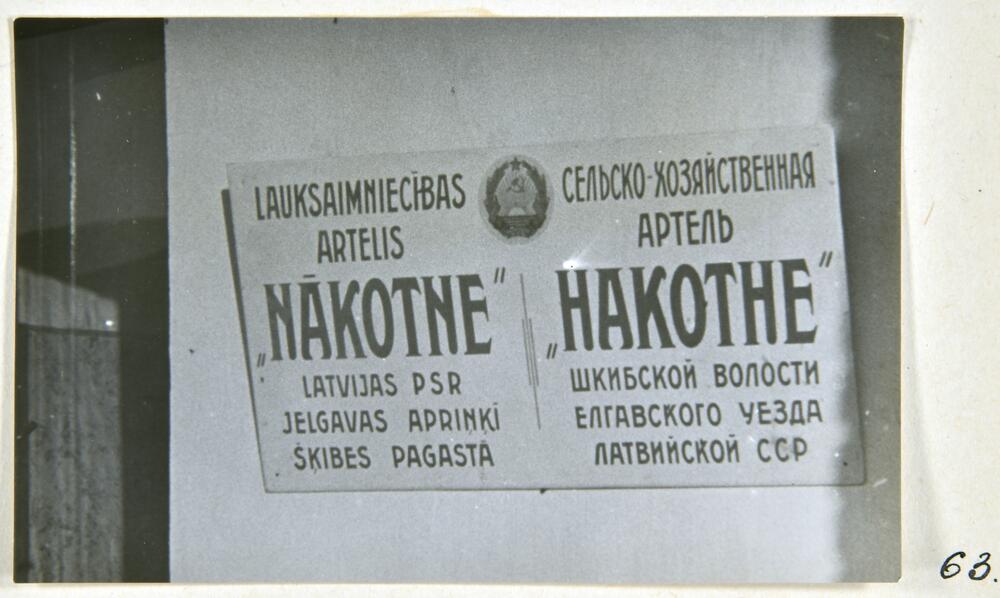 LAUKSAIMNIECĪBAS
ARTELIS
„NĀKOTNE”
LATVIJAS PSR
JELGAVAS APRIŅĶĪ
ŠĶIBES PAGASTĀ
СЕЛЬСКО-ХОЗЯЙСТВЕННАЯ
АРТЕЛЬ
„НАКОТНЕ”
ШКИБСКОЙ ВОЛОСТИ
ЕЛГАВСКОГО УЕЗДА
ЛАТВИЙСКОЙ ССР
63.